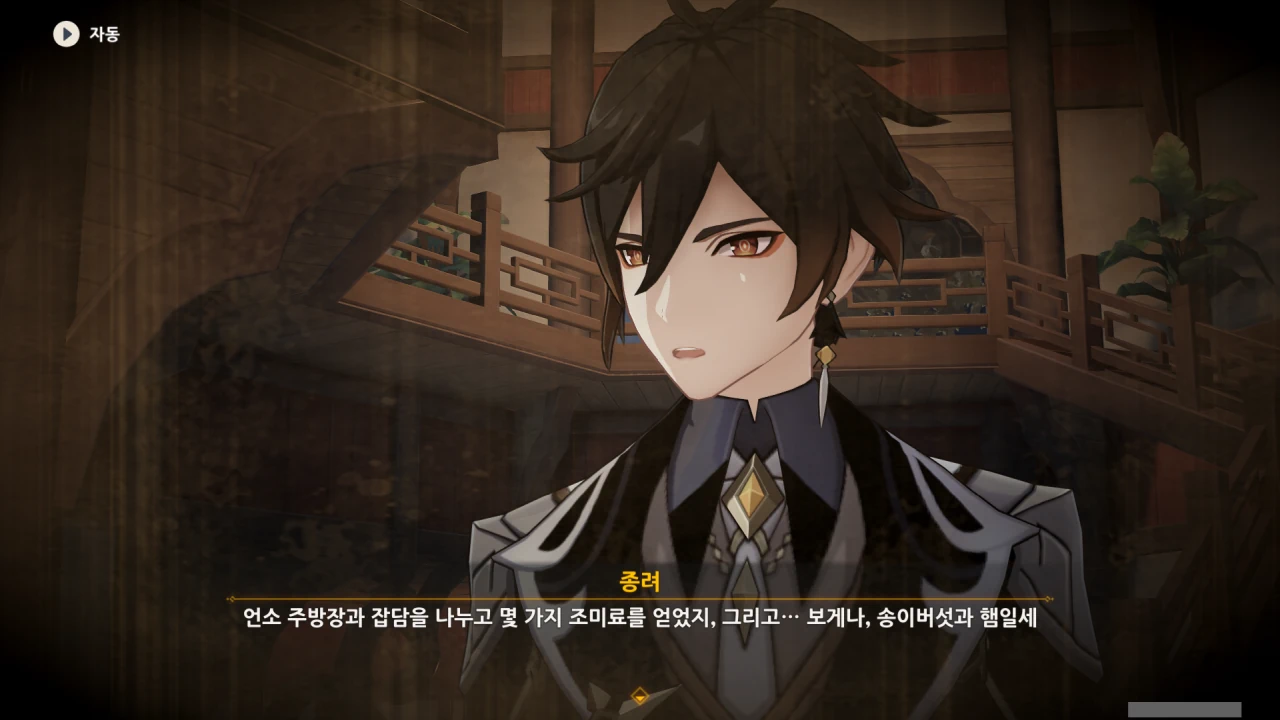 자동
종려
언소 주방장과 잡담을 나누고 몇 가지 조미료를 얻었지, 그리고… 보게나, 송이버섯과 햄일세